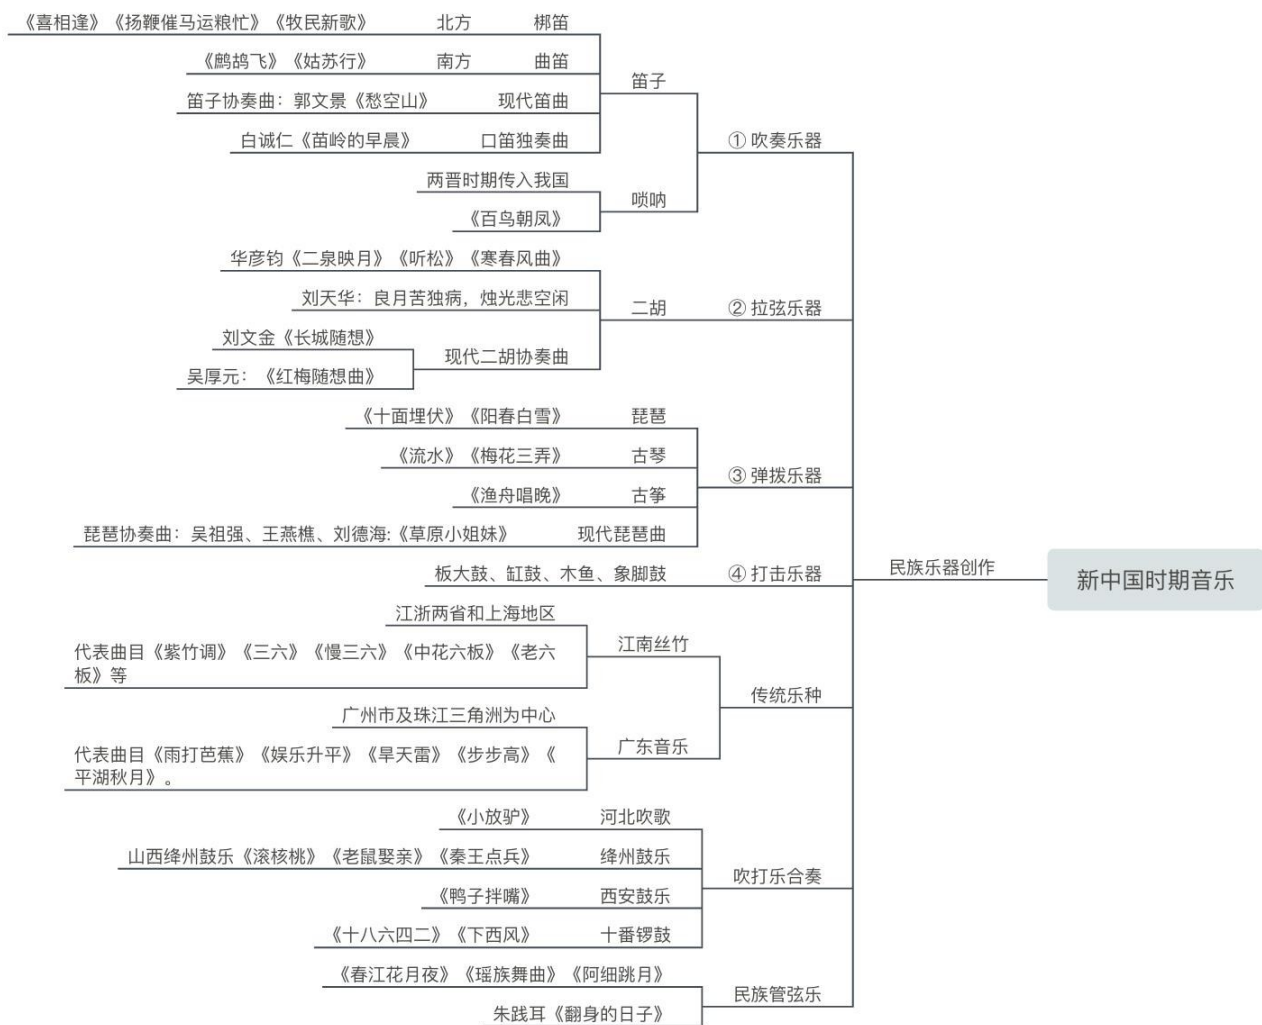 《喜相逢》《扬鞭催马运粮忙》《牧民新歌》 北方 梆笛
《鹧鸪飞》《姑苏行》 南方 曲笛
笛子
笛子协奏曲：郭文景《愁空山》 现代笛曲
白诚仁《苗岭的早晨》 口笛独奏曲
① 吹奏乐器
两晋时期传入我国
唢呐
《百鸟朝凤》
华彦钧《二泉映月》《听松》《寒春风曲》
刘天华：良月苦独病，烛光悲空闲
二胡
② 拉弦乐器
刘文金《长城随想》
现代二胡协奏曲
吴厚元：《红梅随想曲》
《十面埋伏》《阳春白雪》 琵琶
《流水》《梅花三弄》 古琴
③ 弹拨乐器
《渔舟唱晚》 古筝
琵琶协奏曲：吴祖强、王燕樵、刘德海:《草原小姐妹》 现代琵琶曲
板大鼓、缸鼓、木鱼、象脚鼓 ④ 打击乐器
民族乐器创作
新中国时期音乐
江浙两省和上海地区
江南丝竹
代表曲目《紫竹调》《三六》《慢三六》《中花六板》《老六
板》等
传统乐种
广州市及珠江三角洲为中心
广东音乐
代表曲目《雨打芭蕉》《娱乐升平》《旱天雷》《步步高》《
平湖秋月》。
《小放驴》 河北吹歌
山西绛州鼓乐《滚核桃》《老鼠娶亲》《秦王点兵》 绛州鼓乐
吹打乐合奏
《鸭子拌嘴》 西安鼓乐
《十八六四二》《下西风》 十番锣鼓
《春江花月夜》《瑶族舞曲》《阿细跳月》
民族管弦乐
朱践耳《翻身的日子》